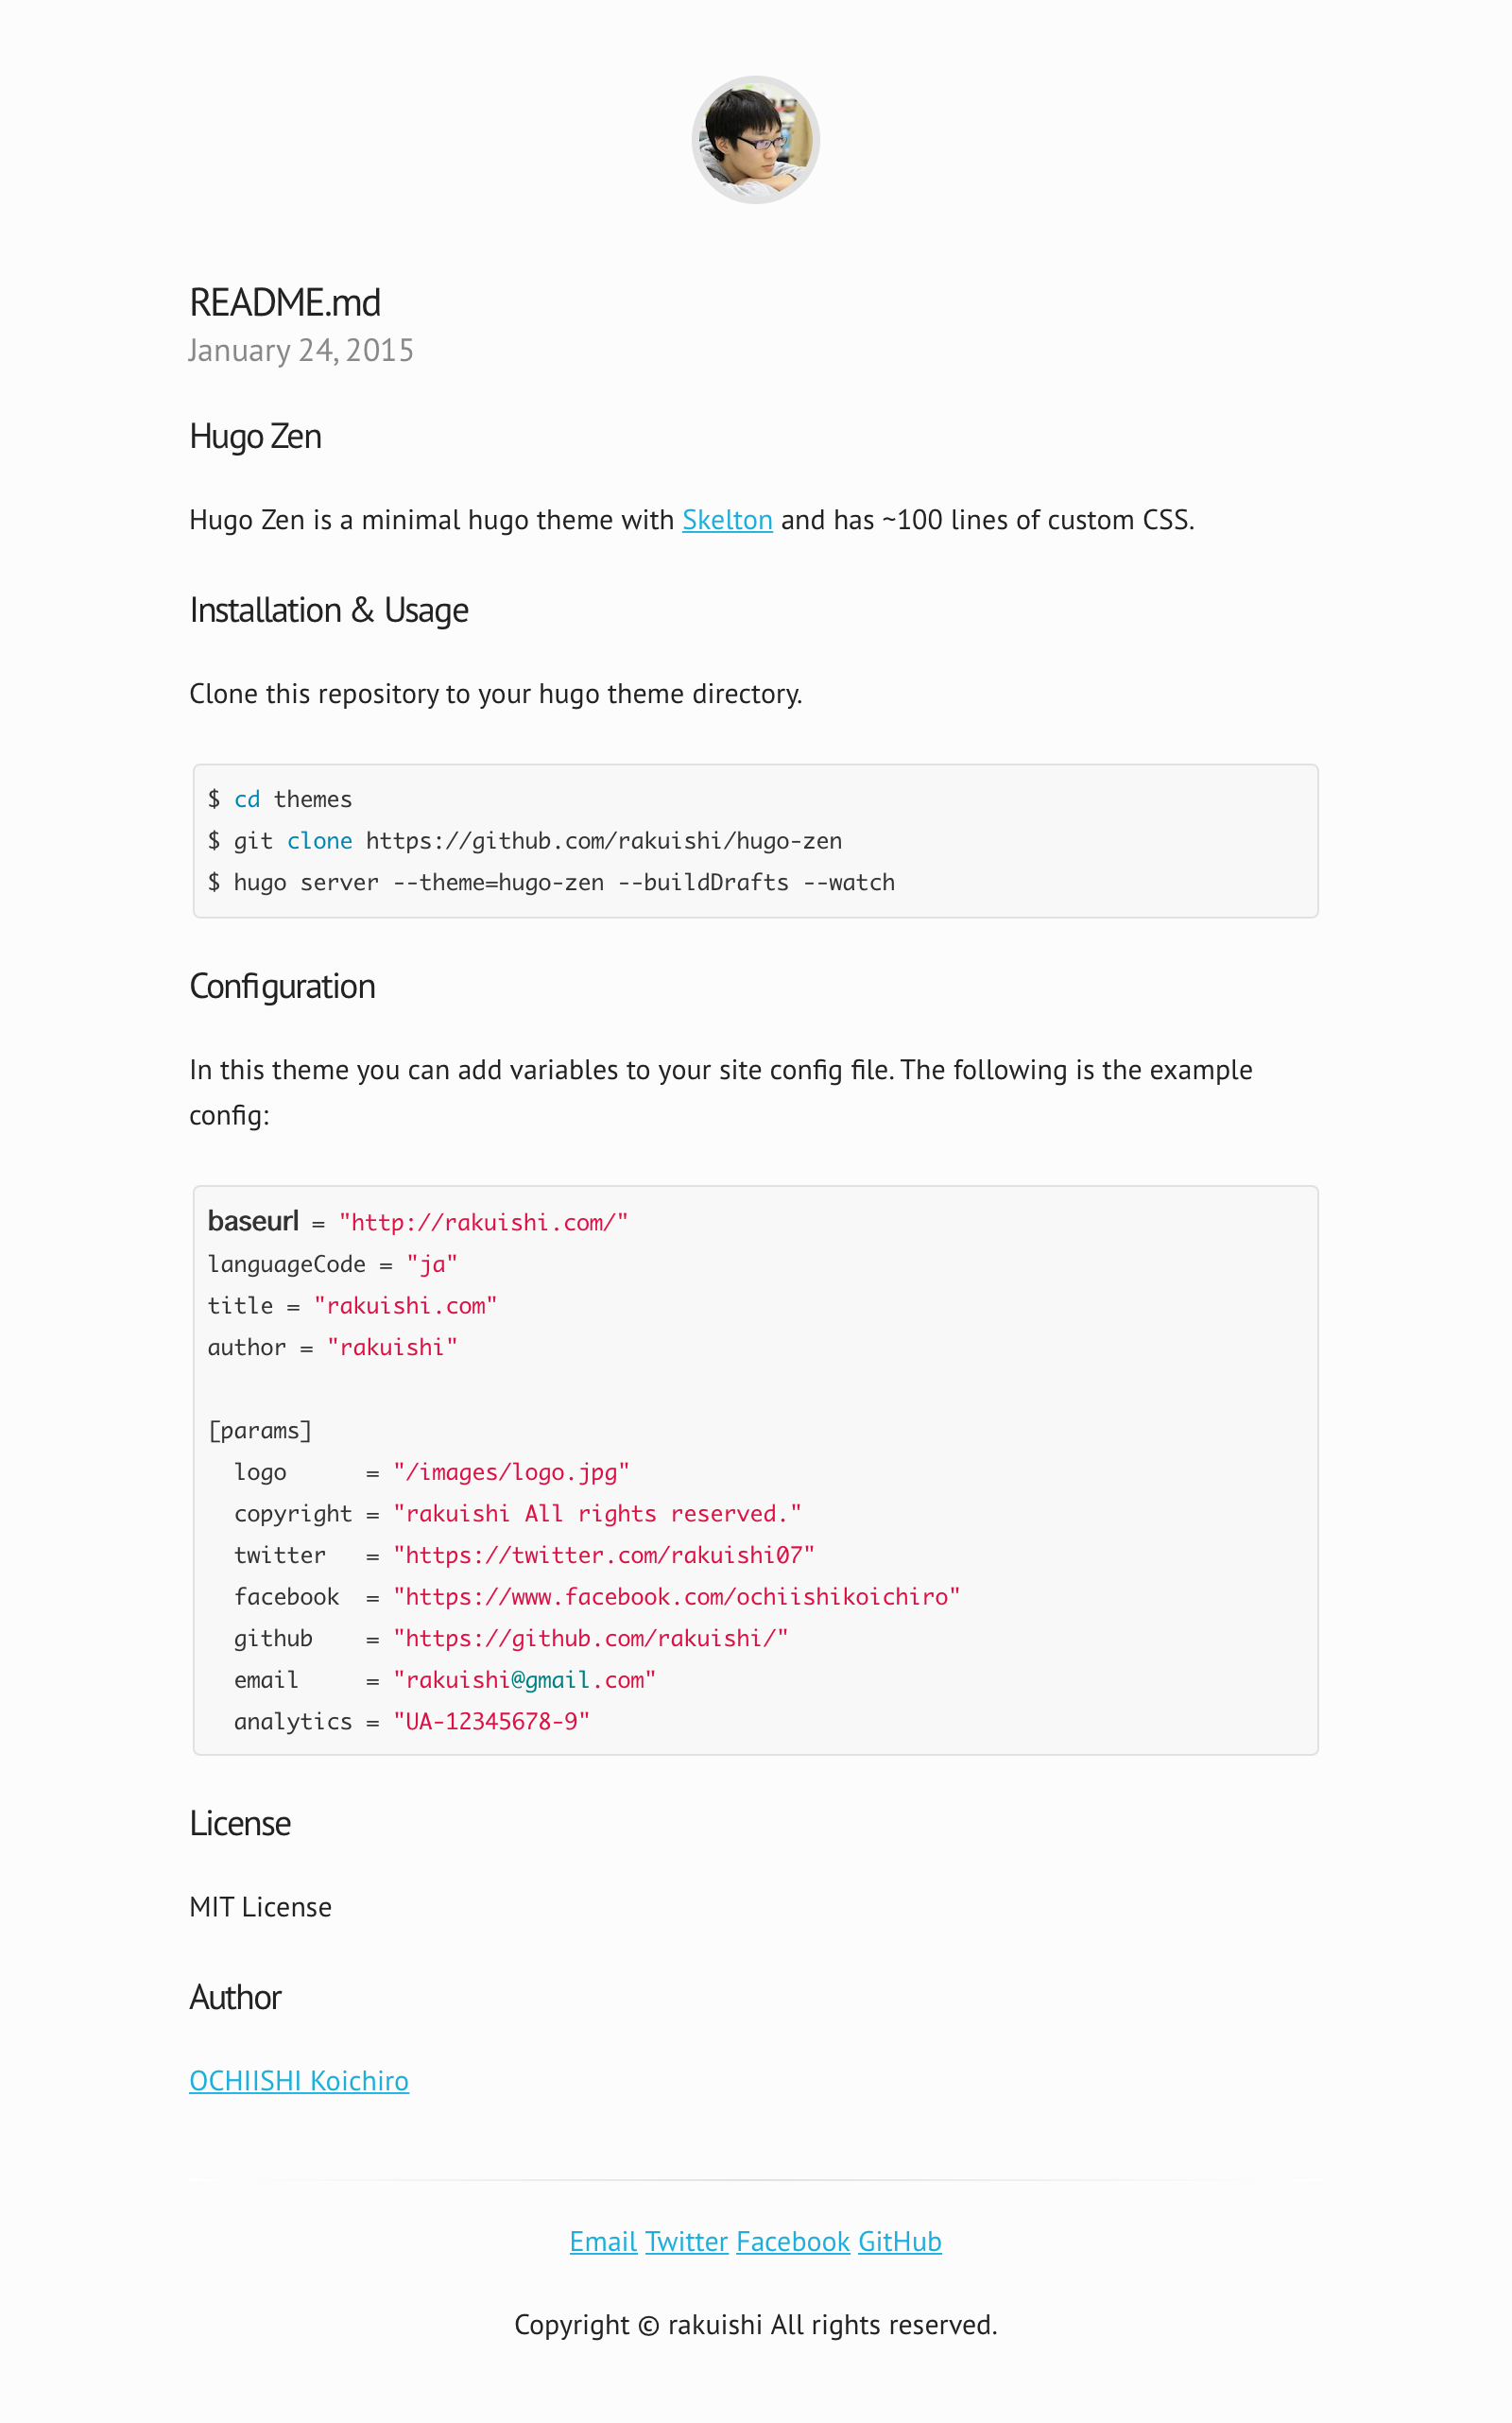 README.md
January 24, 2015
Hugo Zen
Hugo Zen is a minimal hugo theme with Skelton and has ~100 lines of custom CSS.
Installation & Usage
Clone this repository to your hugo theme directory.
$ cd themes
$ git clone https://github.com/rakuishi/hugo-zen
$ hugo server --theme=hugo-zen --buildDrafts --watch
Configuration
In this theme you can add variables to your site config file. The following is the example
config:
baseurl = "http://rakuishi.com/"
languageCode = "ja"
title = "rakuishi.com"
author = "rakuishi"
[params]
  logo      = "/images/logo.jpg"
  copyright = "rakuishi All rights reserved."
  twitter   = "https://twitter.com/rakuishi07"
  facebook  = "https://www.facebook.com/ochiishikoichiro"
  github    = "https://github.com/rakuishi/"
  email     = "rakuishi@gmail.com"
  analytics = "UA-12345678-9"
License
MIT License
Author
OCHIISHI Koichiro
Email Twitter Facebook GitHub
Copyright © rakuishi All rights reserved.